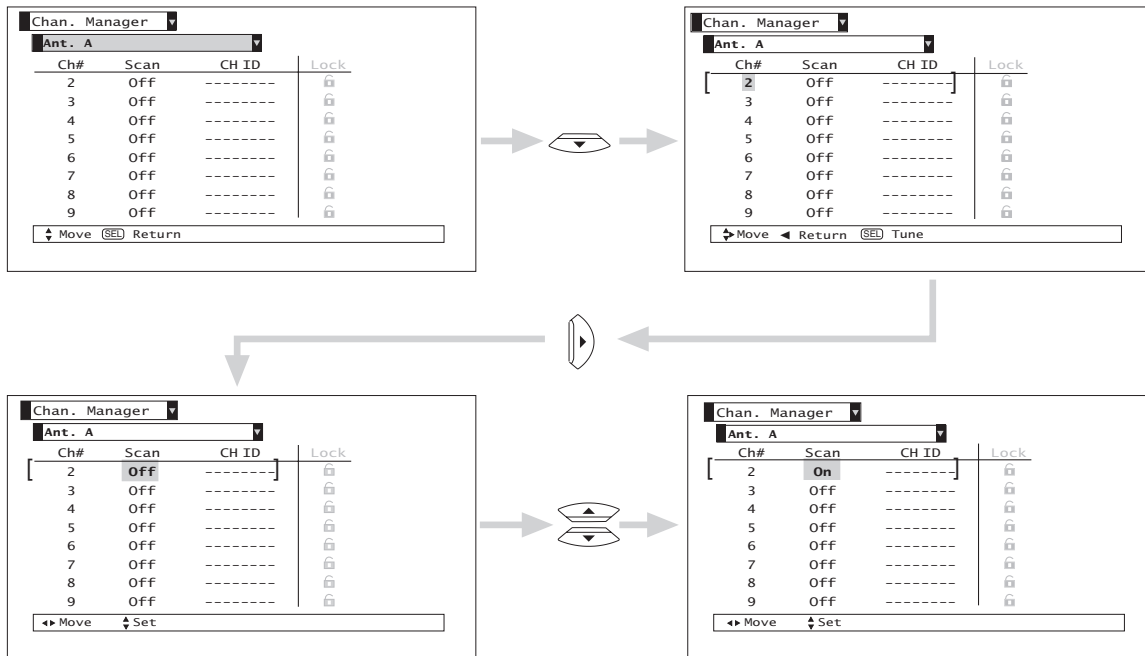 Chan. Manager
Ant. A
Ch# Scan CH ID Lock
2 Off --------
3 Off --------
4 Off --------
5 Off --------
6 Off --------
7 Off --------
8 Off --------
9 Off --------
Move SEL Return
Chan. Manager
Ant. A
Ch# Scan CH ID Lock
[ 2 Off -------- ]
3 Off --------
4 Off --------
5 Off --------
6 Off --------
7 Off --------
8 Off --------
9 Off --------
Move ◀ Return SEL Tune
Chan. Manager
Ant. A
Ch# Scan CH ID Lock
[ 2 Off -------- ]
3 Off --------
4 Off --------
5 Off --------
6 Off --------
7 Off --------
8 Off --------
9 Off --------
Move Set
Chan. Manager
Ant. A
Ch# Scan CH ID Lock
[ 2 On -------- ]
3 Off --------
4 Off --------
5 Off --------
6 Off --------
7 Off --------
8 Off --------
9 Off --------
Move Set